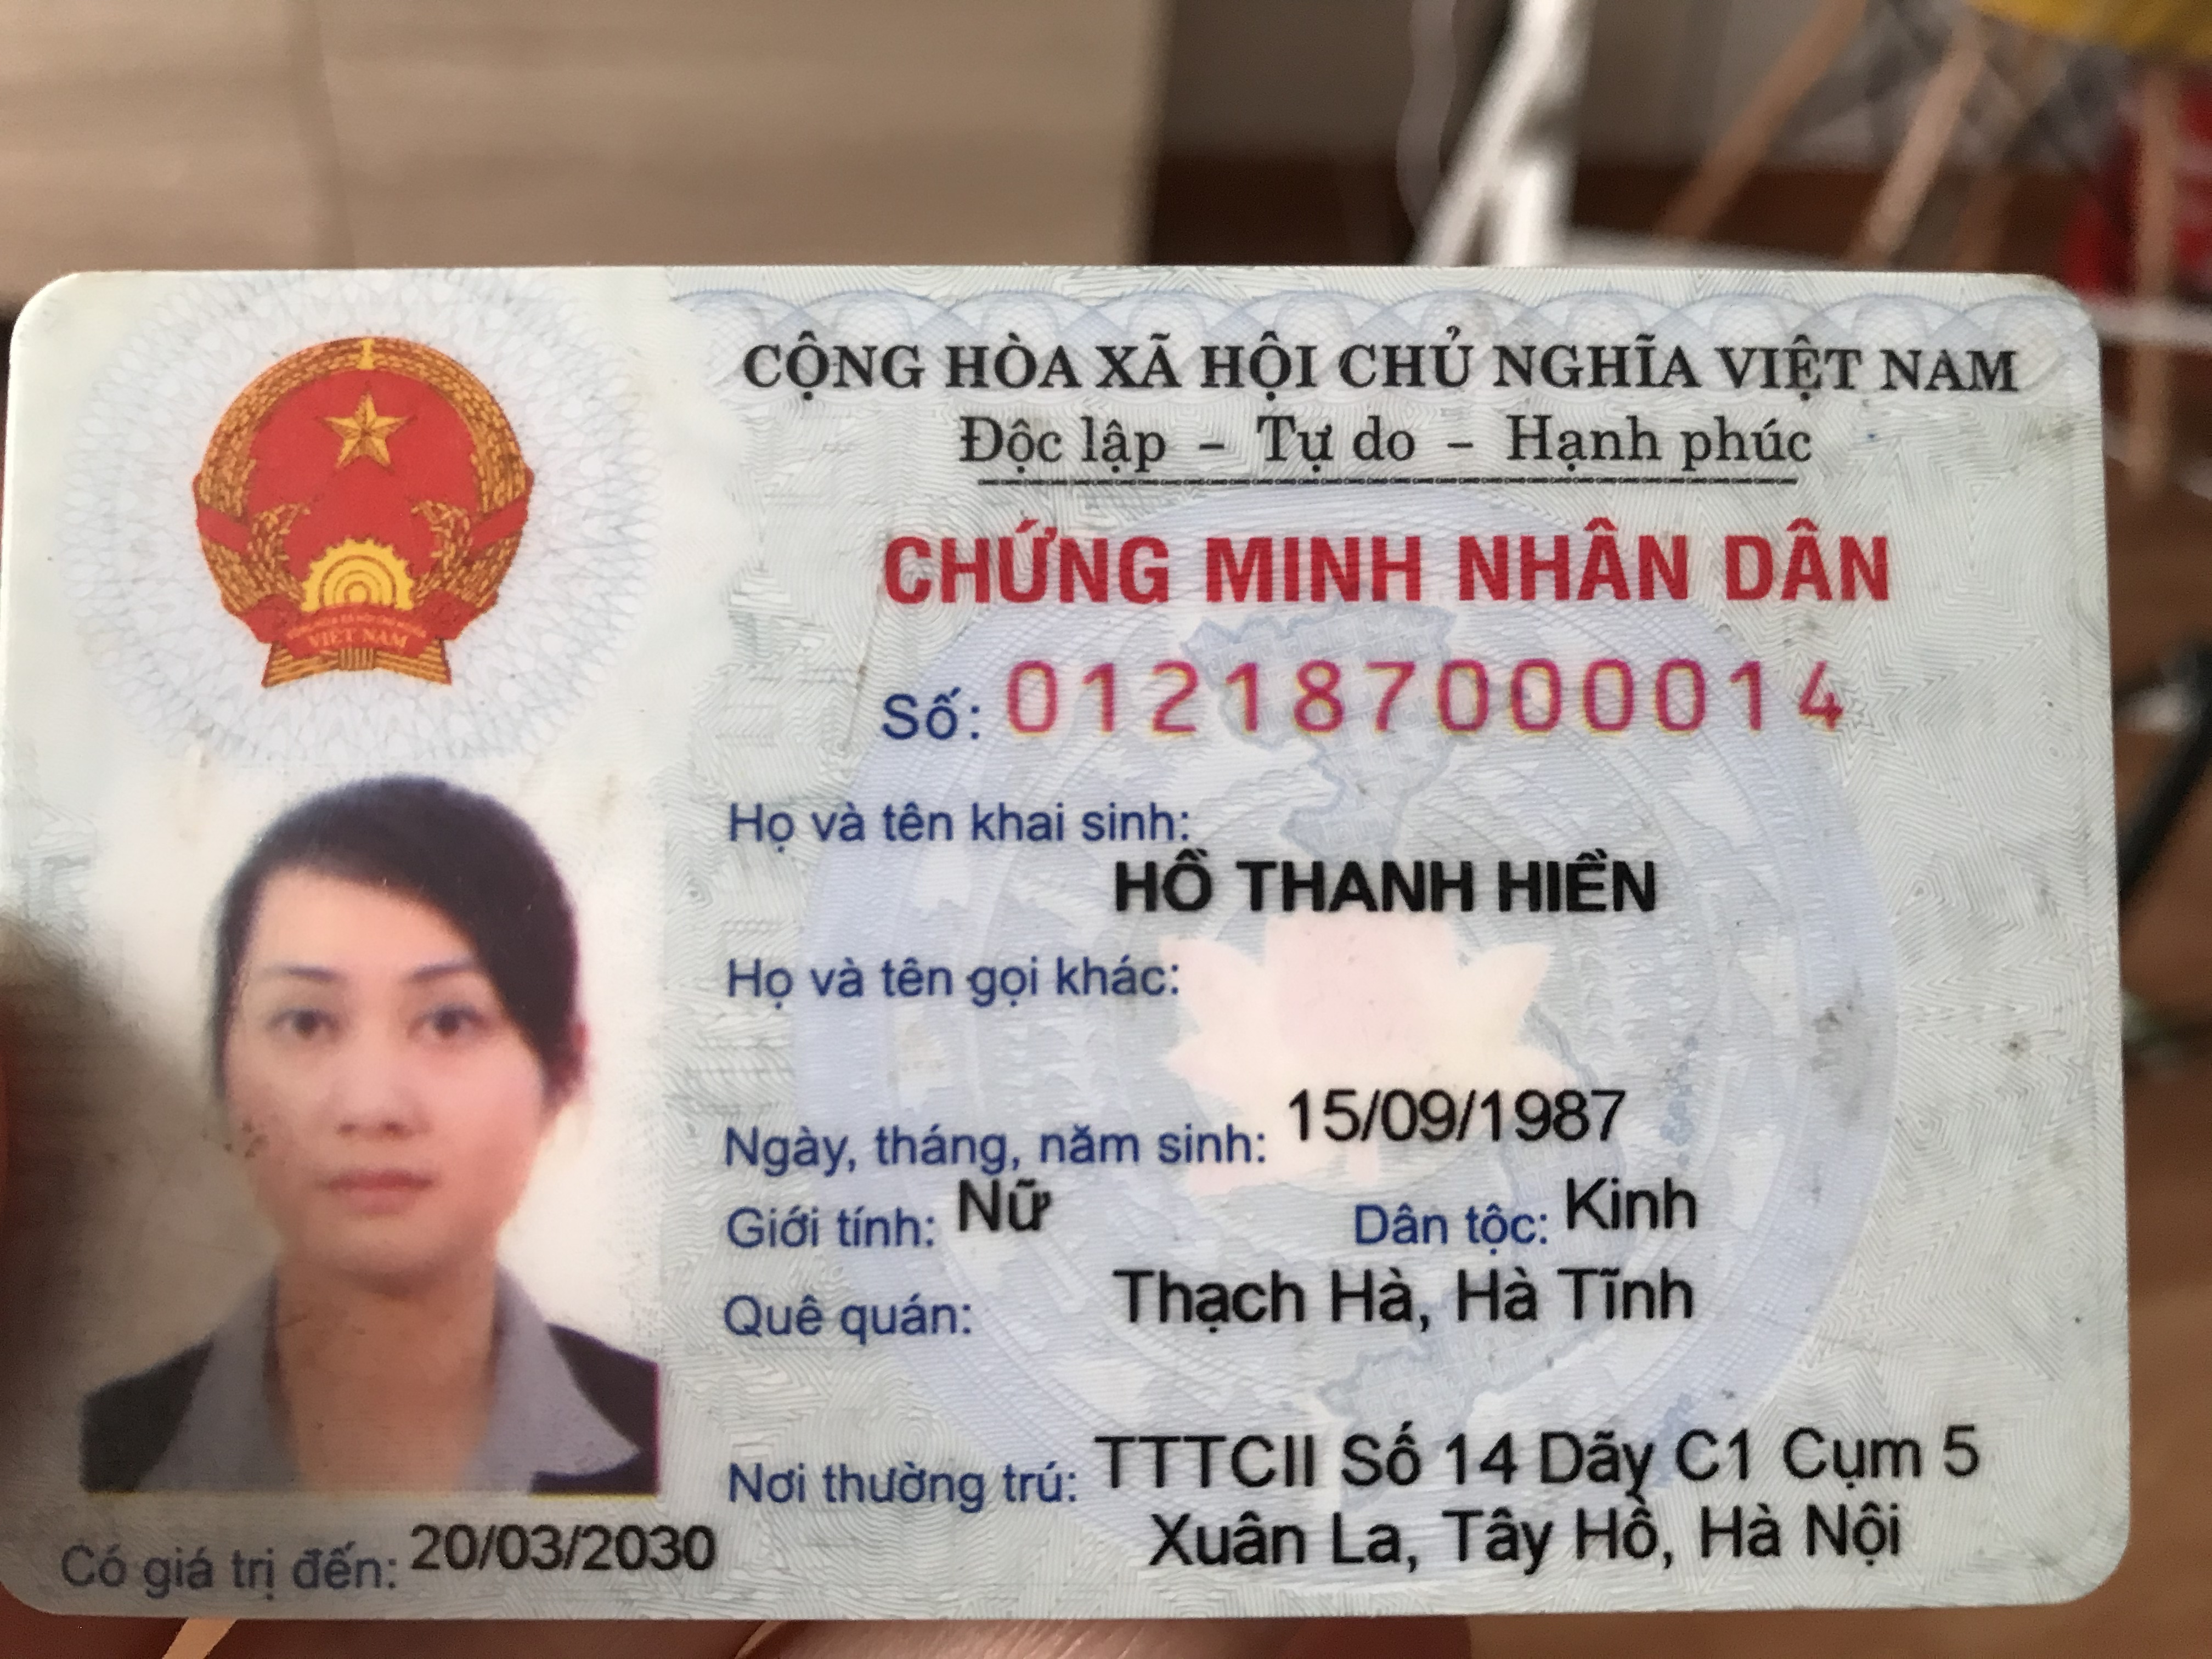 CỘNG HÒA XÃ HỘI CHỦ NGHĨA VIỆT NAM
Độc lập - Tự do - Hạnh phúc
CHỨNG MINH NHÂN DÂN
Số: 012187000014
Họ và tên khai sinh:
HỒ THANH HIỀN
Họ và tên gọi khác:
Ngày, tháng, năm sinh: 15/09/1987
Giới tính: Nữ Dân tộc: Kinh
Quê quán: Thạch Hà, Hà Tĩnh
Nơi thường trú: TTTCII Số 14 Dãy C1 Cụm 5
Xuân La, Tây Hồ, Hà Nội
Có giá trị đến: 20/03/2030
VIỆT NAM